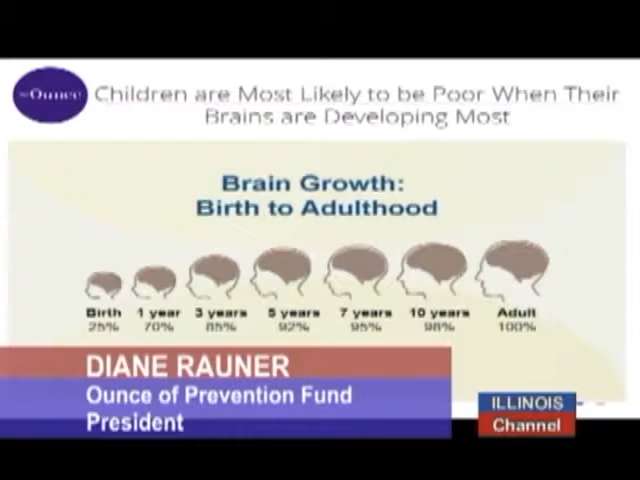 the Ounce
Children are Most Likely to be Poor When Their
Brains are Developing Most
Brain Growth:
Birth to Adulthood
Birth 1 year 3 years 5 years 7 years 10 years Adult
25% 70% 85% 92% 95% 98% 100%
DIANE RAUNER
Ounce of Prevention Fund
President
ILLINOIS
Channel